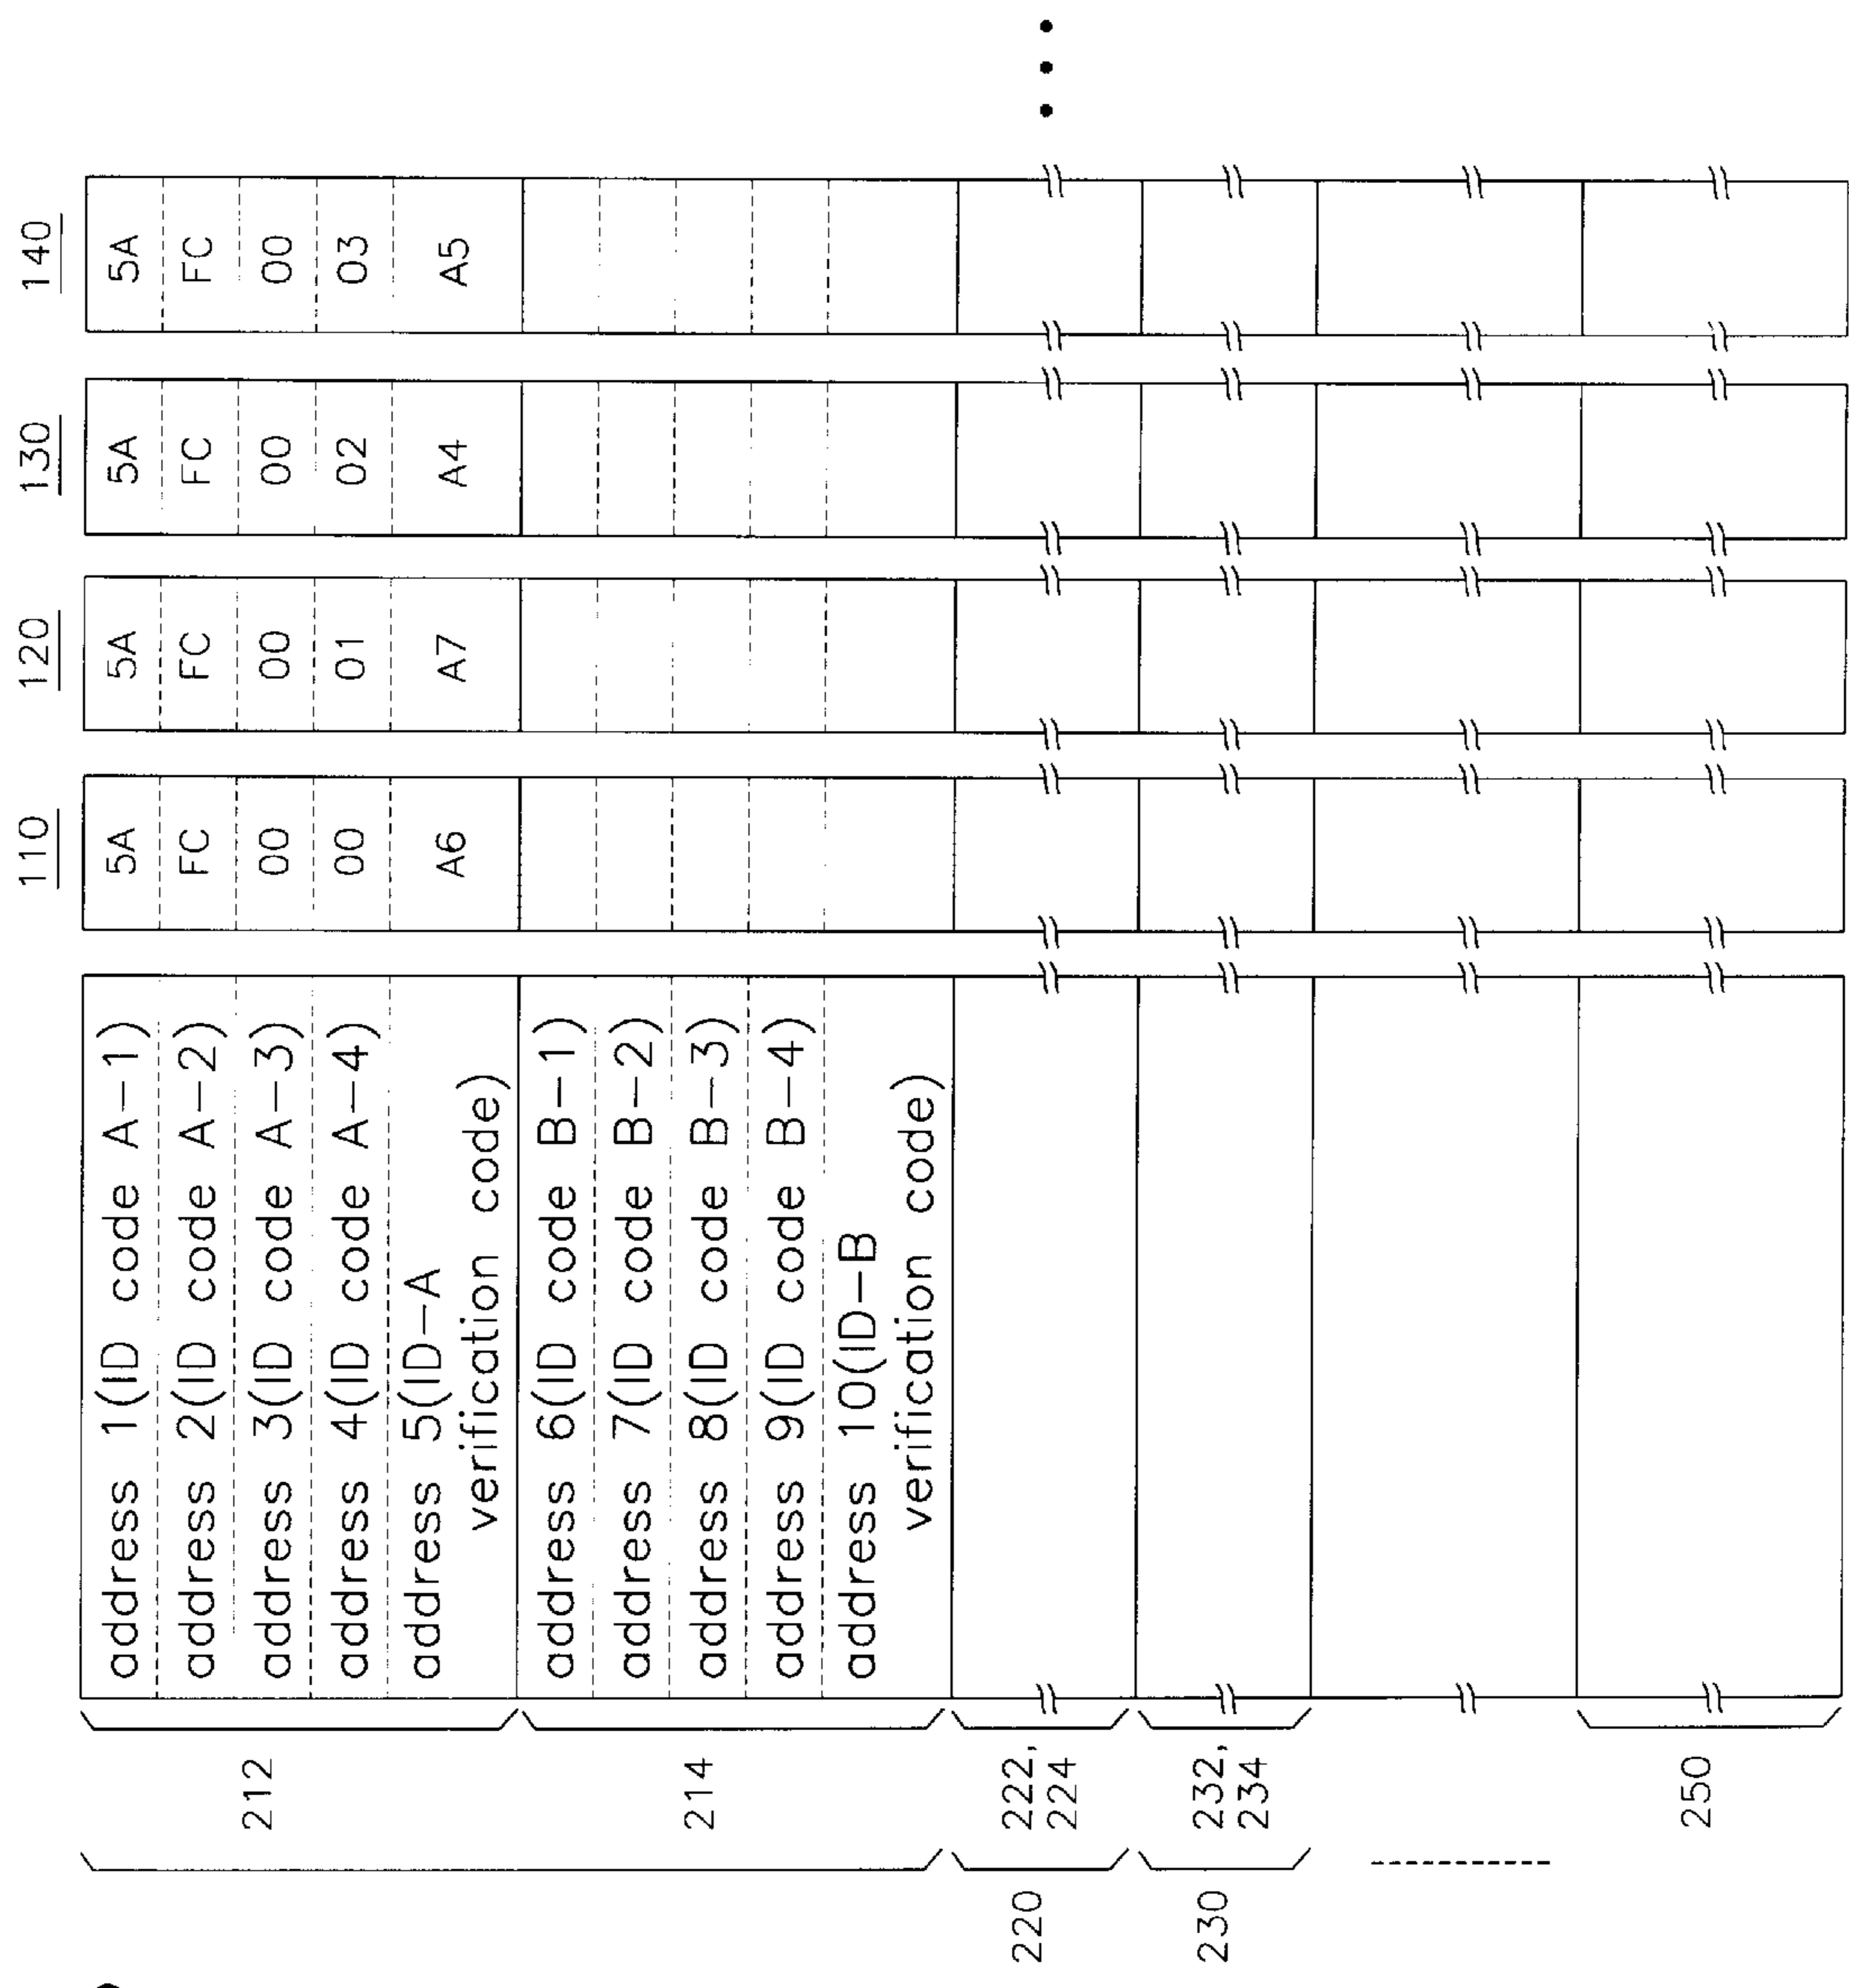 110 120 130 140
address 1(ID code A-1) 5A 5A 5A 5A
address 2(ID code A-2) FC FC FC FC
address 3(ID code A-3) 00 00 00 00
address 4(ID code A-4) 00 01 02 03
address 5(ID-A
verification code) A6 A7 A4 A5
212
address 6(ID code B-1)
address 7(ID code B-2)
address 8(ID code B-3)
address 9(ID code B-4)
address 10(ID-B
verification code)
214
220 222,
224
230 232,
234
250